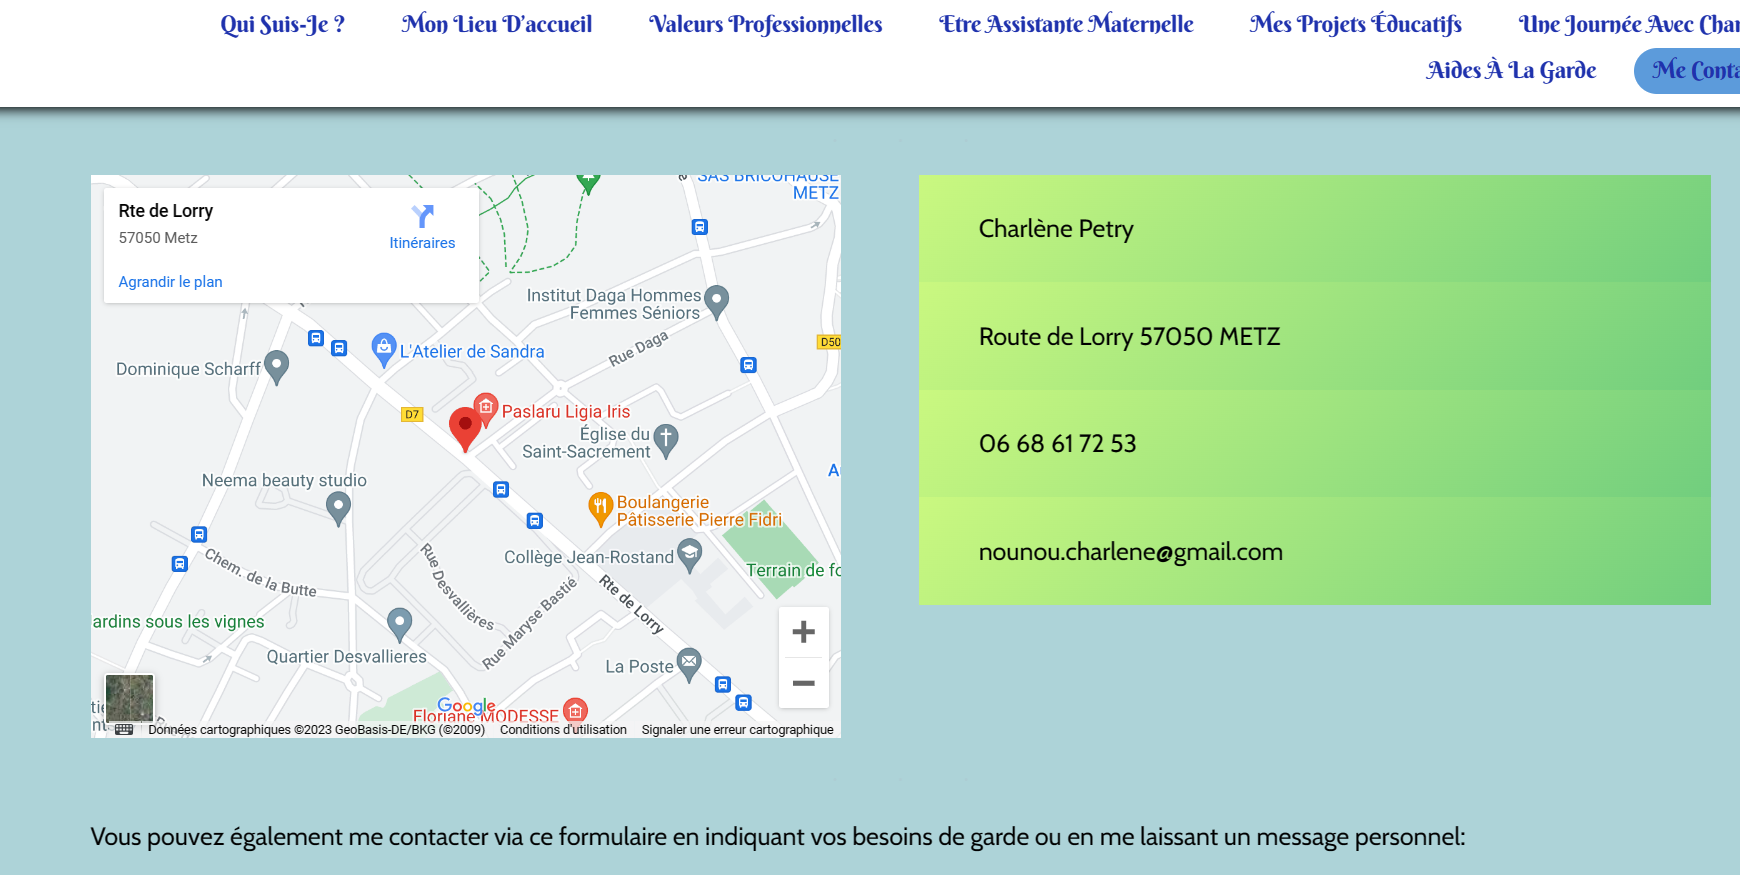 Qui Suis-Je ?
Mon Lieu D'accueil
Valeurs Professionnelles
Etre Assistante Maternelle
Mes Projets Éducatifs
Une Journée Avec
Aides À La Garde
Me
SAS BRICOHAUSE
METZ
Rte de Lorry
57050 Metz
Itinéraires
Agrandir le plan
Institut Daga Hommes
Femmes Séniors
Rue Daga
D50
L'Atelier de Sandra
Dominique Scharff
D7
Paslaru Ligia Iris
Église du
Saint-Sacrement
Neema beauty studio
Boulangerie
Pâtisserie Pierre Fidri
Collège Jean-Rostand
Terrain de
Chem. de la Butte
Rue Desvallières
Rue Maryse Bastié
Rte de Lorry
ardins sous les vignes
Quartier Desvallieres
La Poste
Google
Floriane MODESSE
Données cartographiques ©2023 GeoBasis-DE/BKG (©2009)
Conditions d'utilisation
Signaler une erreur cartographique
Charlène Petry
Route de Lorry 57050 METZ
06 68 61 72 53
nounou.charlene@gmail.com
Vous pouvez également me contacter via ce formulaire en indiquant vos besoins de garde ou en me laissant un message personnel: